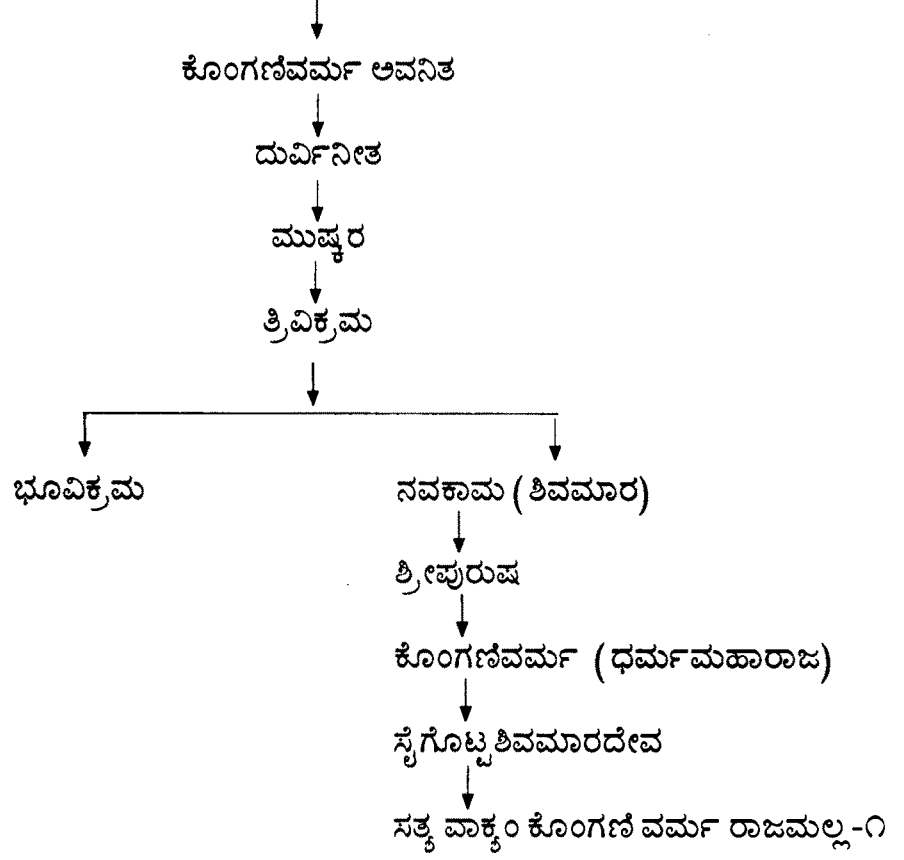 ಕೊಂಗಣಿವರ್ಮ ಅವನಿತ
ದುರ್ವಿನೀತ
ಮುಷ್ಕರ
ತ್ರಿವಿಕ್ರಮ
ಭೂವಿಕ್ರಮ
ನವಕಾಮ (ಶಿವಮಾರ)
ಶ್ರೀಪುರುಷ
ಕೊಂಗಣಿವರ್ಮ (ಧರ್ಮಮಹಾರಾಜ)
ಸೈಗೊಟ್ಟಶಿವಮಾರದೇವ
ಸತ್ಯ ವಾಕ್ಯಂ ಕೊಂಗಣಿ ವರ್ಮ ರಾಜಮಲ್ಲ-೧